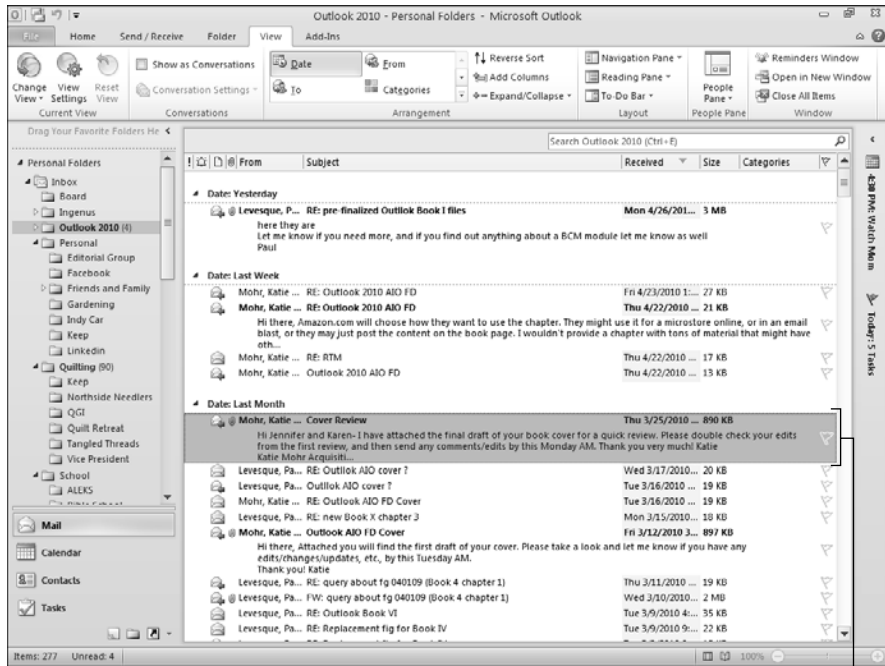 Outlook 2010 - Personal Folders - Microsoft Outlook
File Home Send / Receive Folder View Add-Ins
Change View View Settings Reset View
Current View
Show as Conversations
Conversation Settings
Conversations
Date From
To Categories
Arrangement
Reverse Sort
Add Columns
Expand/Collapse
Navigation Pane
Reading Pane
To-Do Bar
Layout
People Pane
People Pane
Reminders Window
Open in New Window
Close All Items
Window
Drag Your Favorite Folders He
Personal Folders
Inbox
Board
Ingenus
Outlook 2010 (4)
Personal
Editorial Group
Facebook
Friends and Family
Gardening
Indy Car
Keep
Linkedin
Quilting (90)
Keep
Northside Needlers
QGI
Quilt Retreat
Tangled Threads
Vice President
School
ALEKS
Mail
Calendar
Contacts
Tasks
Search Outlook 2010 (Ctrl+E)
From Subject Received Size Categories
Date: Yesterday
Levesque, P... RE: pre-finalized Outllok Book I files Mon 4/26/201... 3 MB
here they are
Let me know if you need more, and if you find out anything about a BCM module let me know as well
Paul
Date: Last Week
Mohr, Katie ... RE: Outlook 2010 AIO FD Fri 4/23/2010 1:... 27 KB
Mohr, Katie ... RE: Outlook 2010 AIO FD Thu 4/22/2010 ... 21 KB
Hi there, Amazon.com will choose how they want to use the chapter. They might use it for a microstore online, or in an email
blast, or they may just post the content on the book page. I wouldn't provide a chapter with tons of material that might have
oth...
Mohr, Katie ... RE: RTM Thu 4/22/2010 ... 17 KB
Mohr, Katie ... Outlook 2010 AIO FD Thu 4/22/2010 ... 13 KB
Date: Last Month
Mohr, Katie ... Cover Review Thu 3/25/2010 ... 890 KB
Hi Jennifer and Karen- I have attached the final draft of your book cover for a quick review. Please double check your edits
from the first review, and then send any comments/edits by this Monday AM. Thank you very much! Katie
Katie Mohr Acquisiti...
Levesque, Pa... RE: Outllok AIO cover ? Wed 3/17/2010... 20 KB
Levesque, Pa... Outllok AIO cover ? Tue 3/16/2010 ... 19 KB
Mohr, Katie ... RE: Outlook AIO FD Cover Tue 3/16/2010 ... 19 KB
Levesque, Pa... RE: new Book X chapter 3 Mon 3/15/2010... 18 KB
Mohr, Katie ... Outlook AIO FD Cover Fri 3/12/2010 3... 897 KB
Hi there, Attached you will find the first draft of your cover. Please take a look and let me know if you have any
edits/changes/updates, etc., by this Tuesday AM.
Thank you! Katie
Levesque, Pa... RE: query about fg 040109 (Book 4 chapter 1) Thu 3/11/2010 ... 19 KB
Levesque, Pa... FW: query about fg 040109 (Book 4 chapter 1) Wed 3/10/2010... 2 MB
Levesque, Pa... RE: Outlook Book VI Tue 3/9/2010 4:... 35 KB
Levesque, Pa... RE: Replacement fig for Book IV Tue 3/9/2010 9:... 22 KB
4:30 PM: Watch Mom
Today: 5 Tasks
Items: 277 Unread: 4
100%